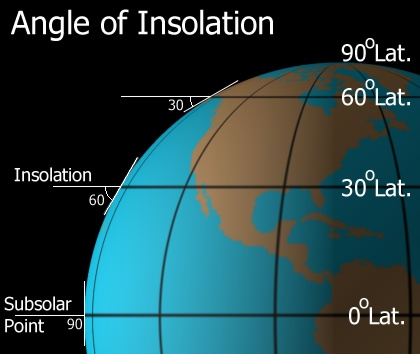 Angle of Insolation
90°Lat.
60°Lat.
30
Insolation
30°Lat.
60
Subsolar
Point 90
0°Lat.